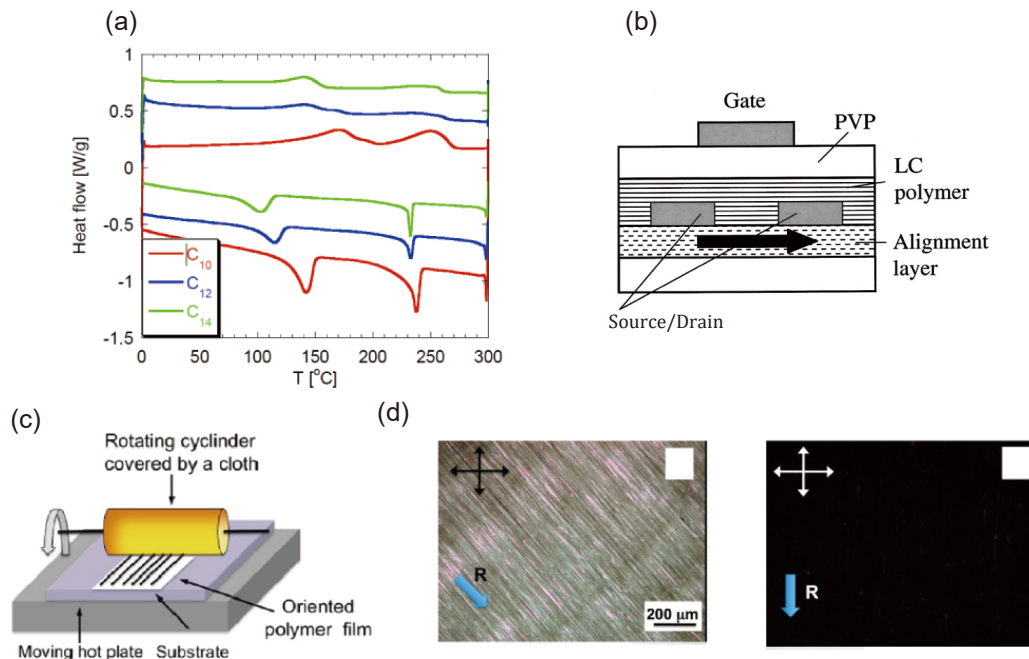 (a)
Heat flow [W/g]
1
0.5
0
-0.5
-1
-1.5
C10
C12
C14
0 50 100 150 200 250 300
T [°C]
(b)
Gate
PVP
LC
polymer
Alignment
layer
Source/Drain
(c)
Rotating cyclinder
covered by a cloth
Oriented
polymer film
Moving hot plate Substrate
(d)
R
200 µm
R